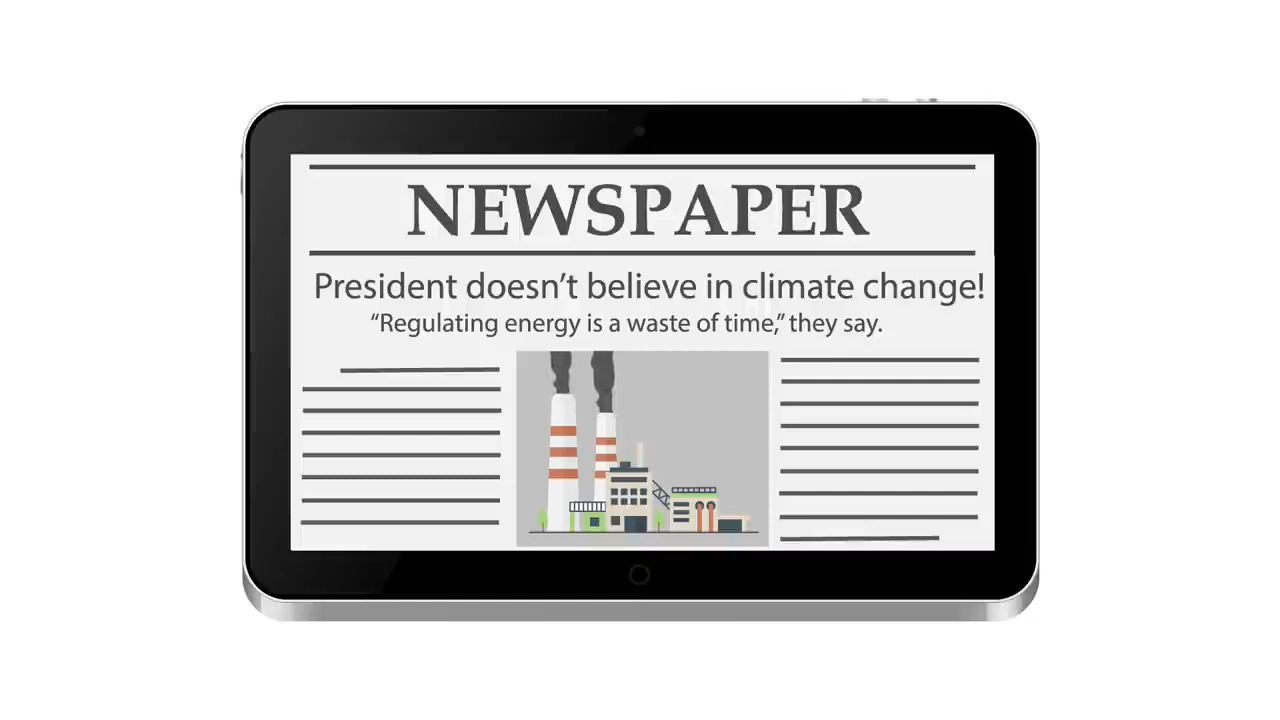 NEWSPAPER
President doesn’t believe in climate change!
“Regulating energy is a waste of time,” they say.